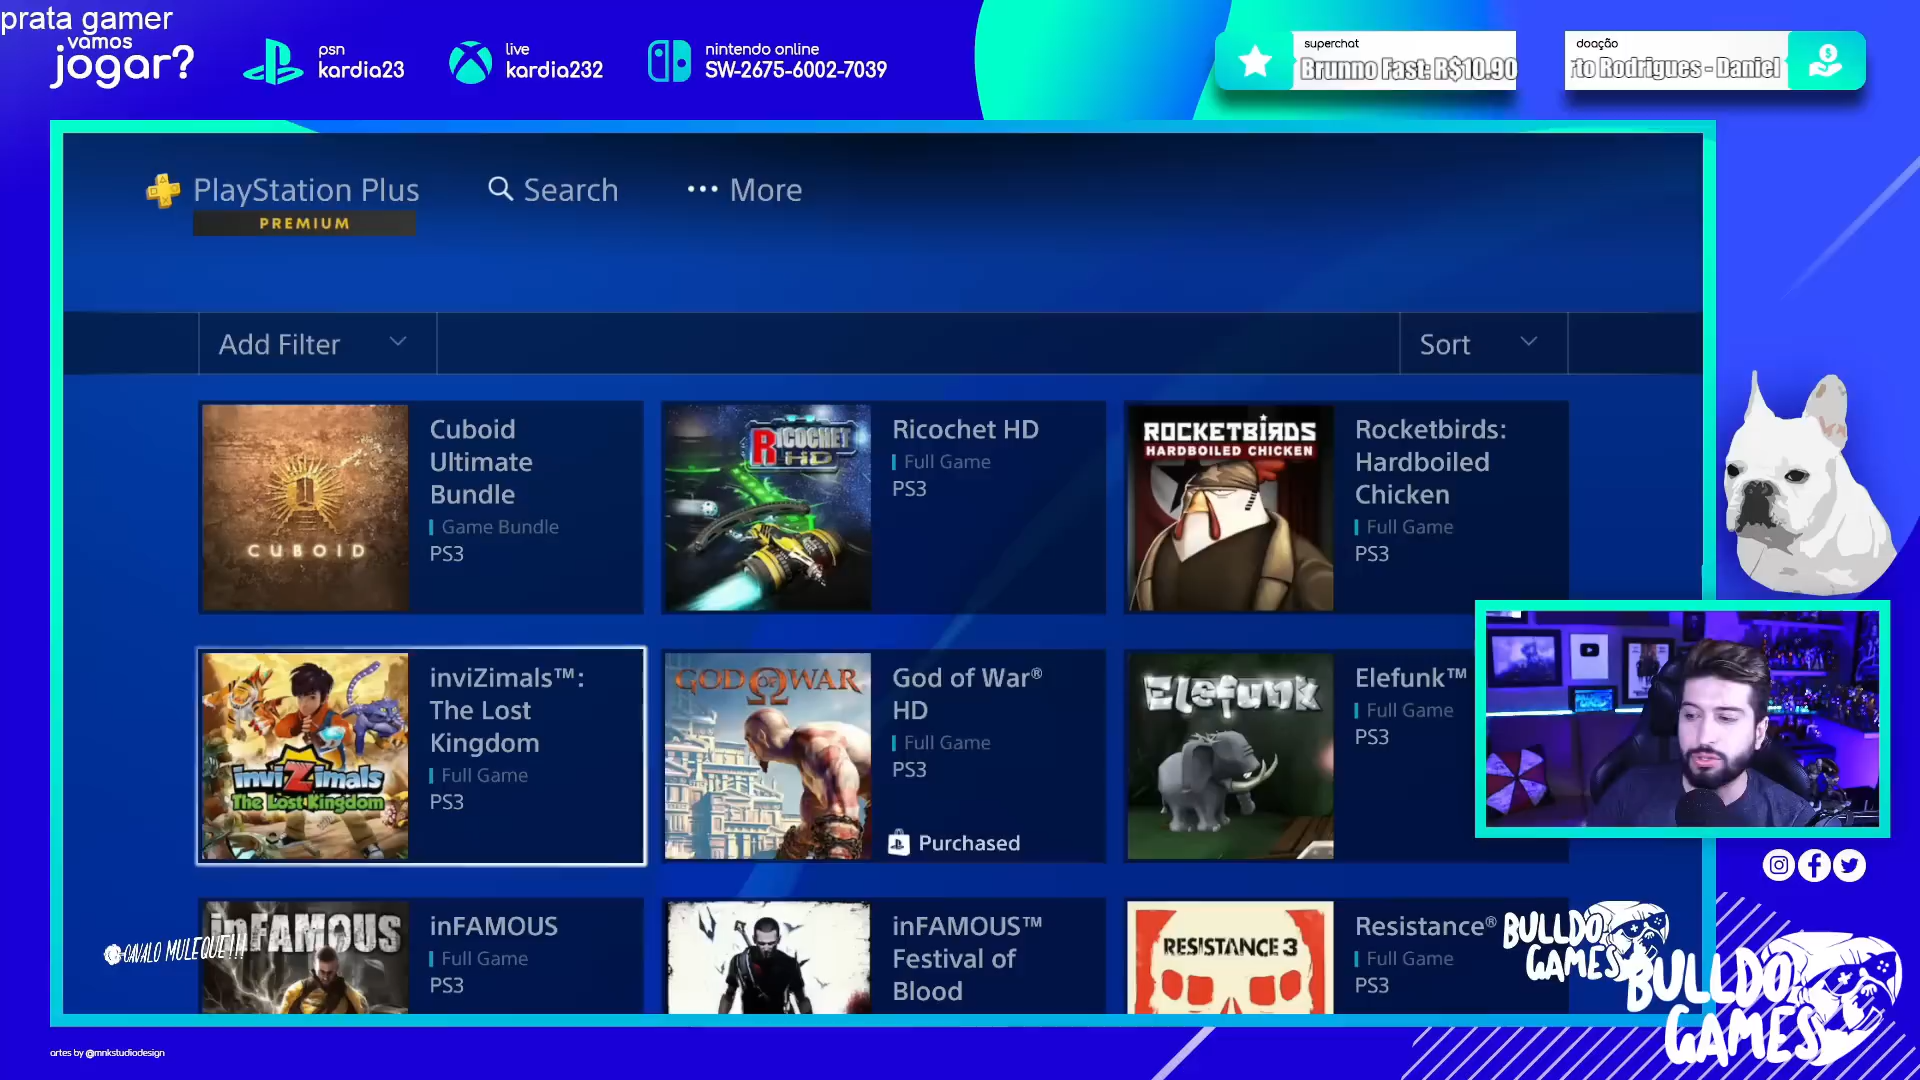 prata gamer
vamos
jogar?
psn
kardia23
live
kardia232
nintendo online
SW-2675-6002-7039
superchat
Brunno Fast: R$10.90
doação
rto Rodrigues - Daniel
PlayStation Plus
PREMIUM
Search
More
Add Filter
Sort
CUBOID
Cuboid
Ultimate
Bundle
Game Bundle
PS3
RICOCHET
HD
Ricochet HD
Full Game
PS3
ROCKETBIRDS
HARDBOILED CHICKEN
Rocketbirds:
Hardboiled
Chicken
Full Game
PS3
inviZimals
The Lost Kingdom
inviZimals™:
The Lost
Kingdom
Full Game
PS3
GOD OF WAR
God of War®
HD
Full Game
PS3
Purchased
Elefunk
Elefunk™
Full Game
PS3
inFAMOUS
CAVALO MULEQUE!!!
inFAMOUS
Full Game
PS3
inFAMOUS™
Festival of
Blood
RESISTANCE 3
Resistance®
Full Game
PS3
BULLDO
GAMES
BULLDO
GAMES
artes by @mnkstudiodesign